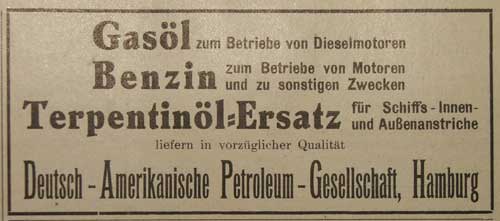 Gasöl zum Betriebe von Dieselmotoren
Benzin zum Betriebe von Motoren
und zu sonstigen Zwecken
Terpentinöl=Ersatz für Schiffs-Innen-
und Außenanstriche
liefern in vorzüglicher Qualität
Deutsch-Amerikanische Petroleum-Gesellschaft, Hamburg